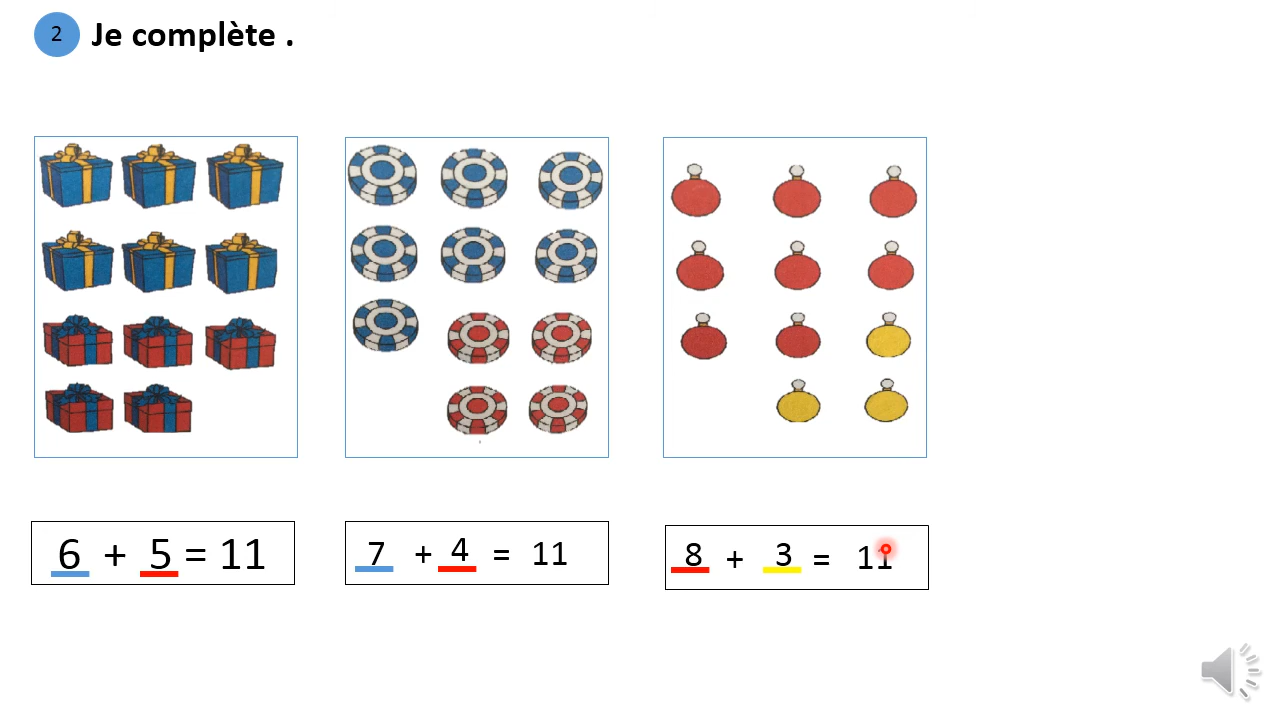 2 Je complète .
6 + 5 = 11
7 + 4 = 11
8 + 3 = 11